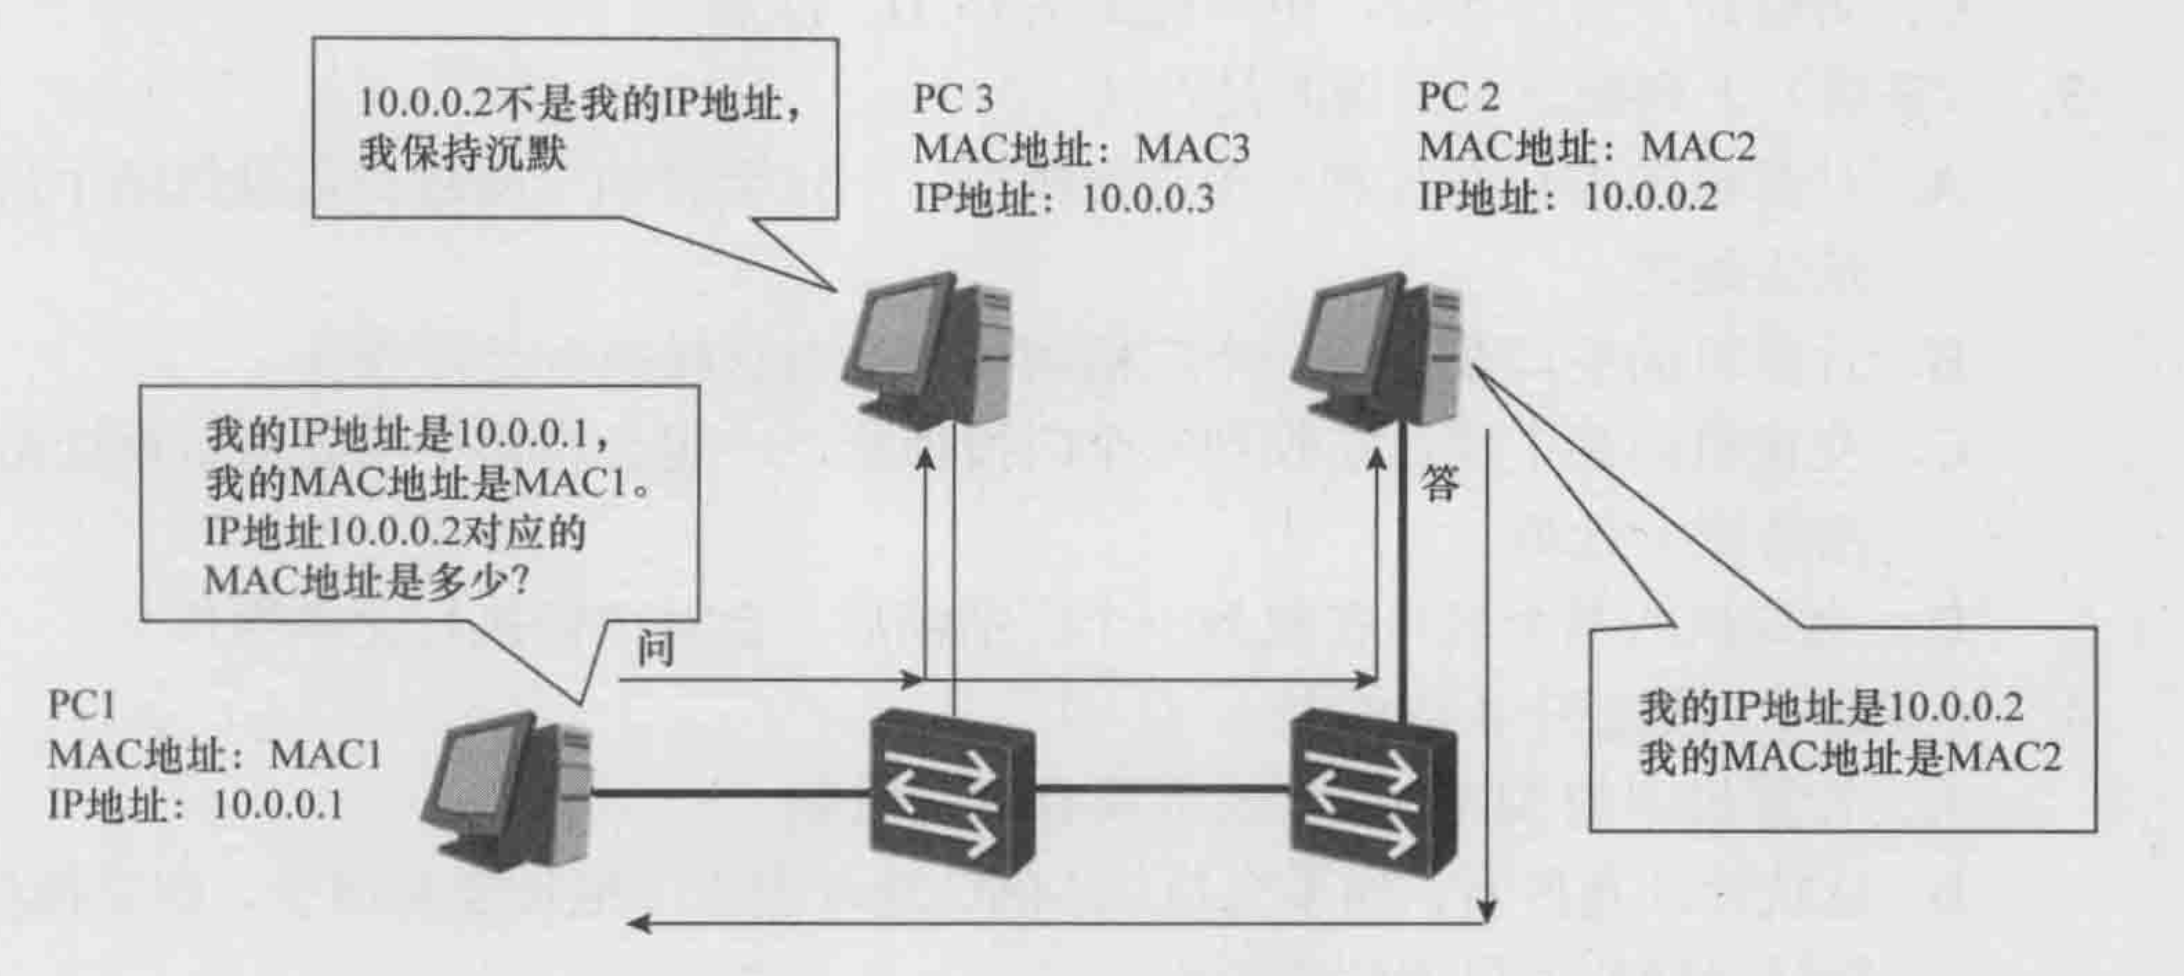 10.0.0.2不是我的IP地址，
我保持沉默
PC 3
MAC地址：MAC3
IP地址：10.0.0.3
PC 2
MAC地址：MAC2
IP地址：10.0.0.2
我的IP地址是10.0.0.1，
我的MAC地址是MAC1。
IP地址10.0.0.2对应的
MAC地址是多少？
答
问
PC1
MAC地址：MAC1
IP地址：10.0.0.1
我的IP地址是10.0.0.2
我的MAC地址是MAC2